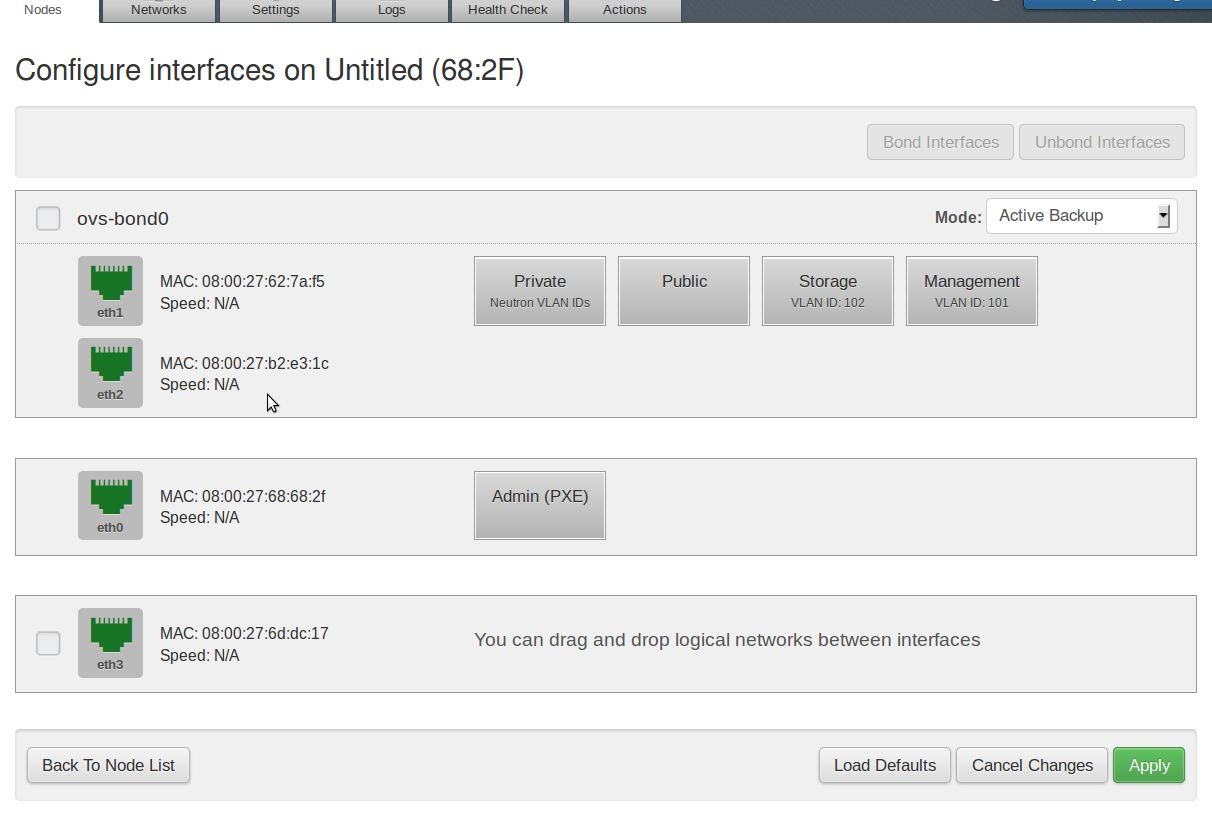 Nodes Networks Settings Logs Health Check Actions
Configure interfaces on Untitled (68:2F)
Bond Interfaces Unbond Interfaces
ovs-bond0 Mode: Active Backup
MAC: 08:00:27:62:7a:f5
Speed: N/A
eth1
Private
Neutron VLAN IDs
Public
Storage
VLAN ID: 102
Management
VLAN ID: 101
MAC: 08:00:27:b2:e3:1c
Speed: N/A
eth2
MAC: 08:00:27:68:68:2f
Speed: N/A
eth0
Admin (PXE)
MAC: 08:00:27:6d:dc:17
Speed: N/A
eth3
You can drag and drop logical networks between interfaces
Back To Node List Load Defaults Cancel Changes Apply